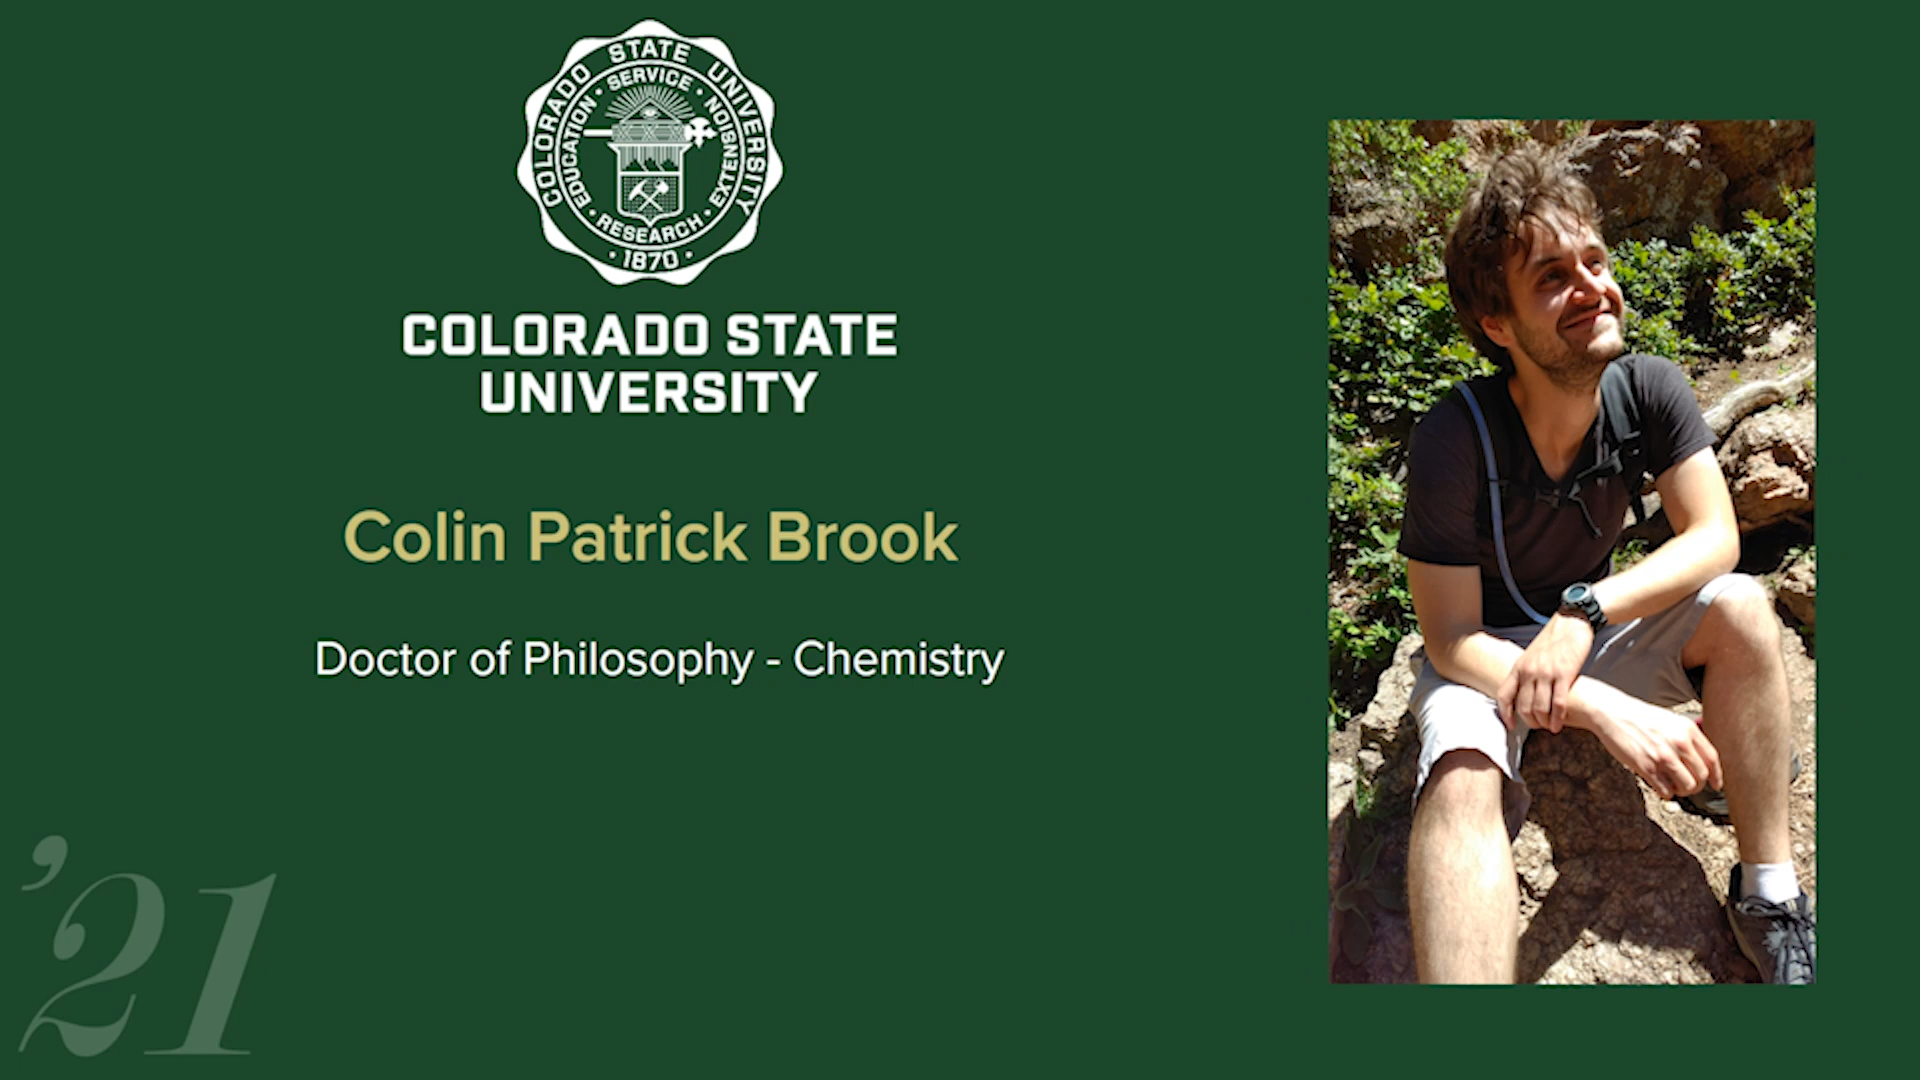 COLORADO STATE UNIVERSITY
EDUCATION • SERVICE • EXTENSION • RESEARCH
• 1870 •
COLORADO STATE
UNIVERSITY
Colin Patrick Brook
Doctor of Philosophy - Chemistry
’21